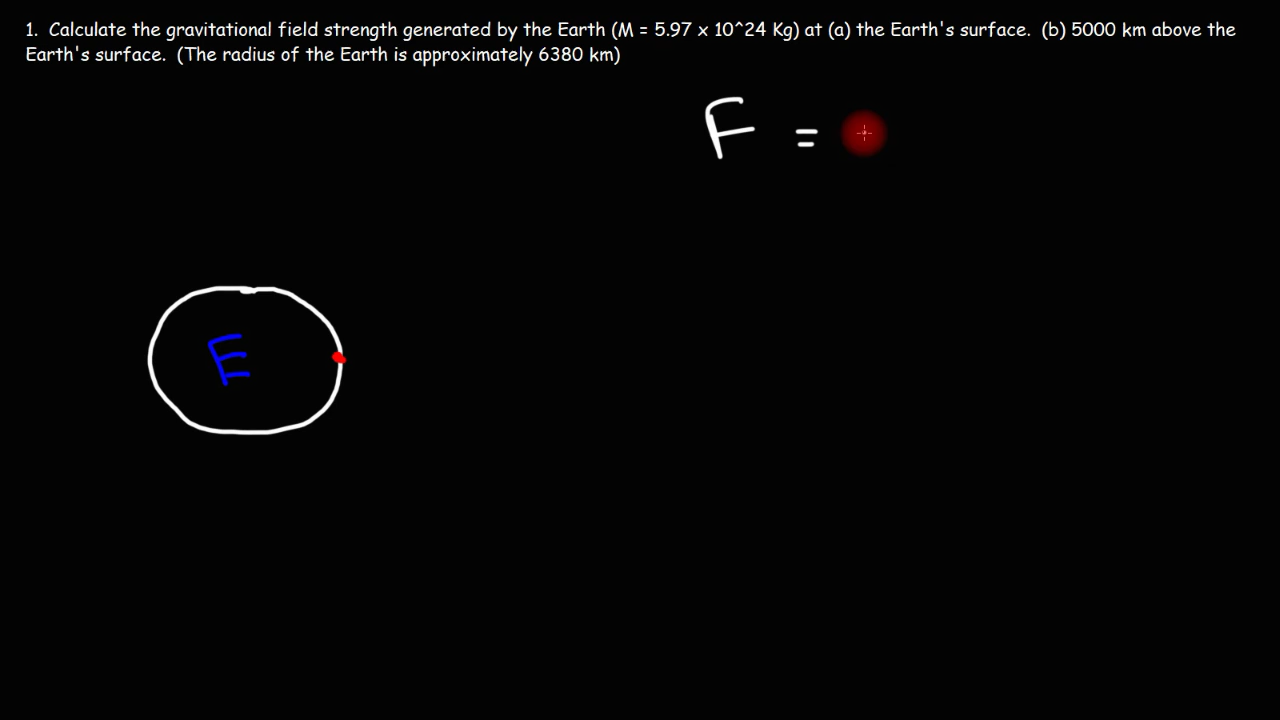 1. Calculate the gravitational field strength generated by the Earth (M = 5.97 x 10^24 Kg) at (a) the Earth's surface. (b) 5000 km above the
Earth's surface. (The radius of the Earth is approximately 6380 km)
F =
E